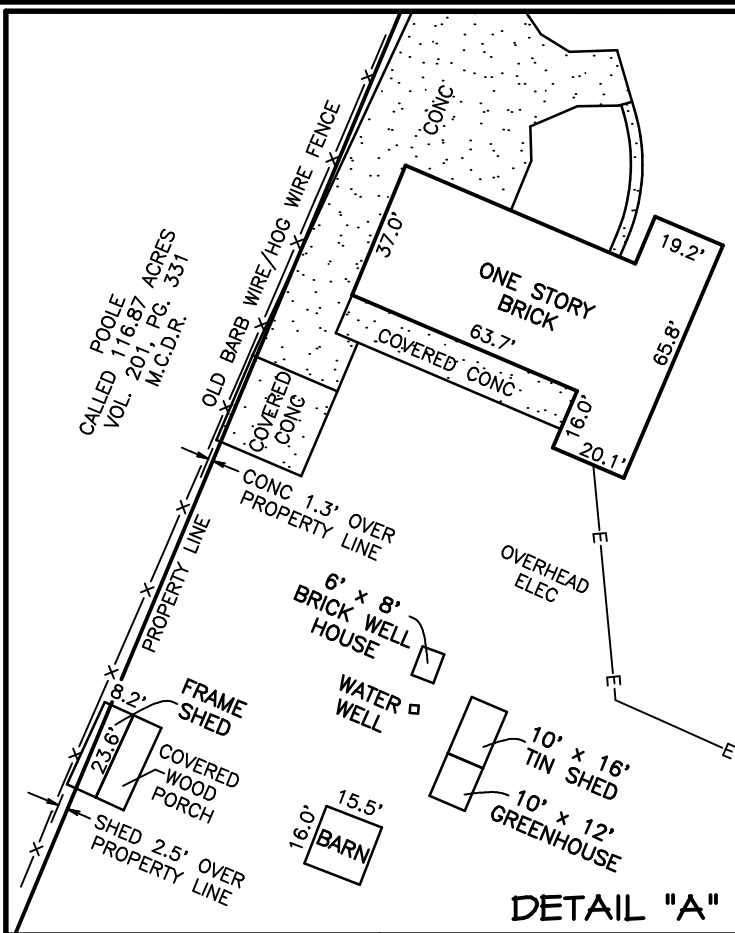 CONC
OLD BARB WIRE/HOG WIRE FENCE
POOLE
CALLED 116.87 ACRES
VOL. 201, PG. 331
M.C.D.R.
37.0'
19.2'
ONE STORY
BRICK
65.8'
63.7'
COVERED CONC
16.0'
20.1'
COVERED
CONC
CONC 1.3' OVER
PROPERTY LINE
PROPERTY LINE
OVERHEAD
ELEC
E
E
E
6' x 8'
BRICK WELL
HOUSE
WATER
WELL
8.2'
FRAME
SHED
23.6'
COVERED
WOOD
PORCH
10' x 16'
TIN SHED
10' x 12'
GREENHOUSE
15.5'
16.0'
BARN
SHED 2.5' OVER
PROPERTY LINE
DETAIL "A"